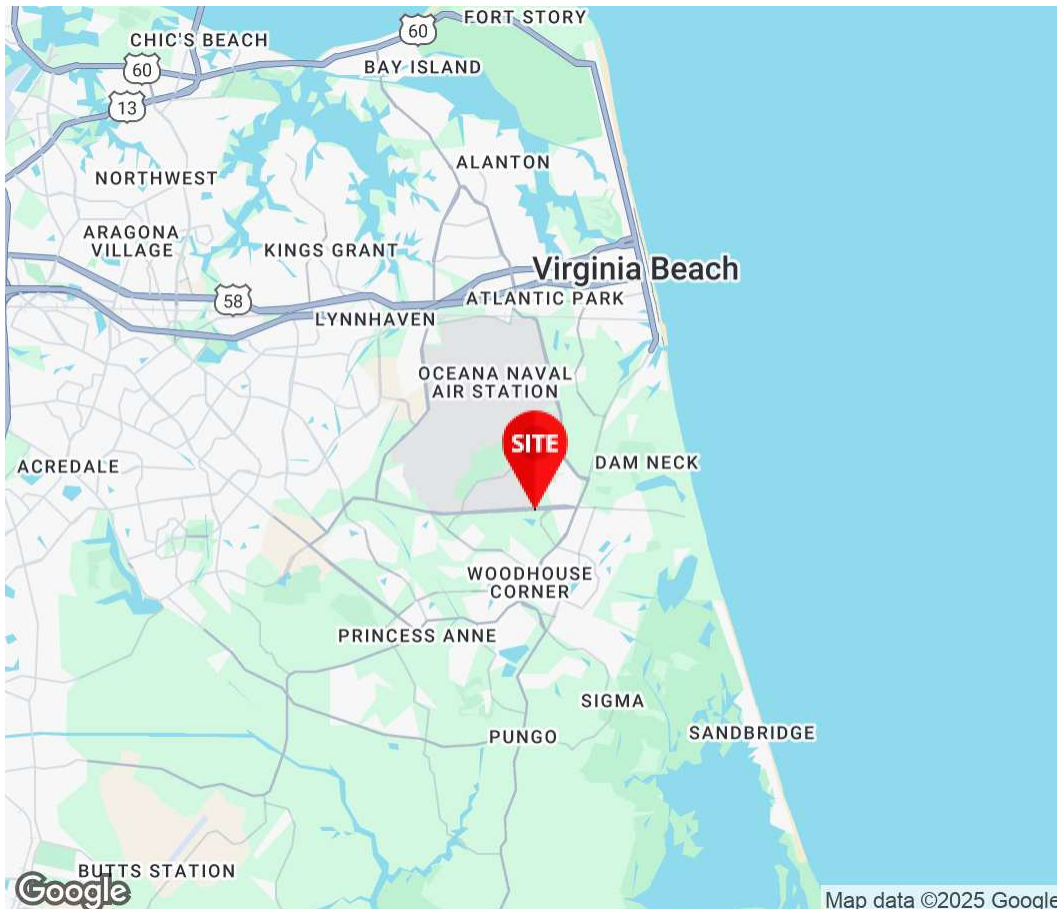 FORT STORY
60
CHIC'S BEACH
BAY ISLAND
60
13
ALANTON
NORTHWEST
ARAGONA
VILLAGE
KINGS GRANT
Virginia Beach
58
ATLANTIC PARK
LYNNHAVEN
OCEANA NAVAL
AIR STATION
SITE
ACREDALE
DAM NECK
WOODHOUSE
CORNER
PRINCESS ANNE
SIGMA
PUNGO
SANDBRIDGE
BUTTS STATION
Google
Map data ©2025 Google